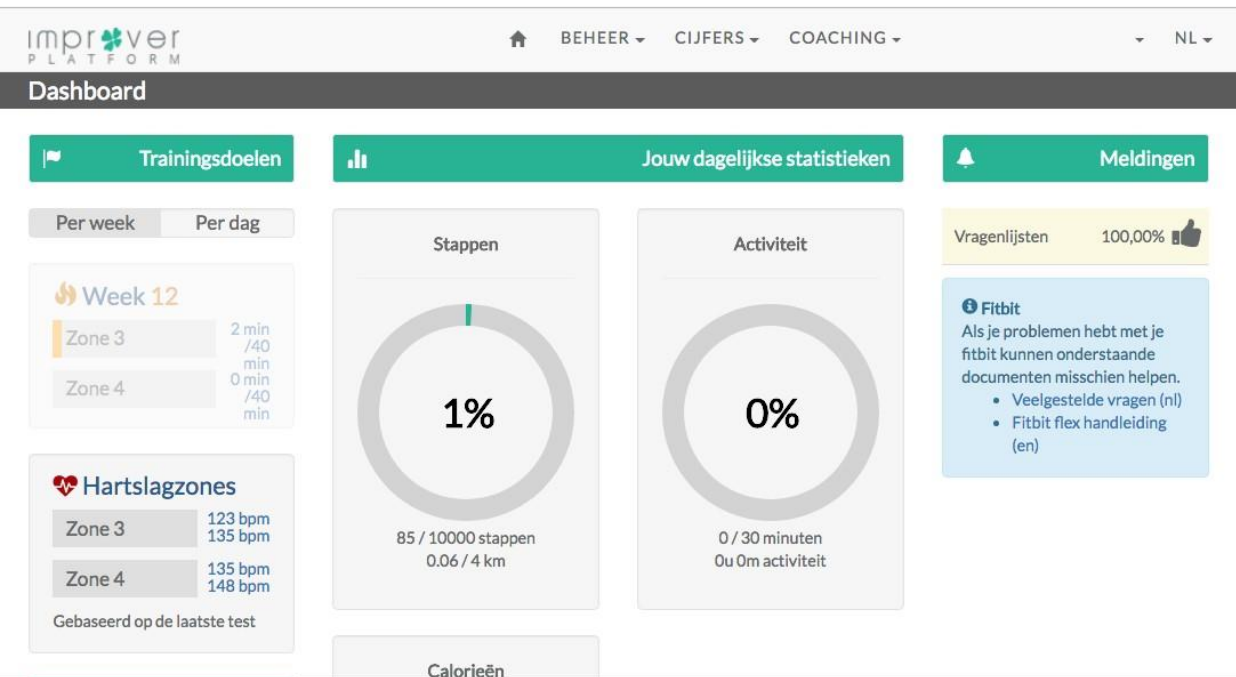 improver
PLATFORM
BEHEER
CIJFERS
COACHING
NL
Dashboard
Trainingsdoelen
Per week
Per dag
Week 12
Zone 3
2 min
/40
min
Zone 4
0 min
/40
min
Hartslagzones
Zone 3
123 bpm
135 bpm
Zone 4
135 bpm
148 bpm
Gebaseerd op de laatste test
Jouw dagelijkse statistieken
Stappen
1%
85 / 10000 stappen
0.06 / 4 km
Activiteit
0%
0 / 30 minuten
0u 0m activiteit
Calorieën
Meldingen
Vragenlijsten 100,00%
Fitbit
Als je problemen hebt met je
fitbit kunnen onderstaande
documenten misschien helpen.
• Veelgestelde vragen (nl)
• Fitbit flex handleiding
(en)